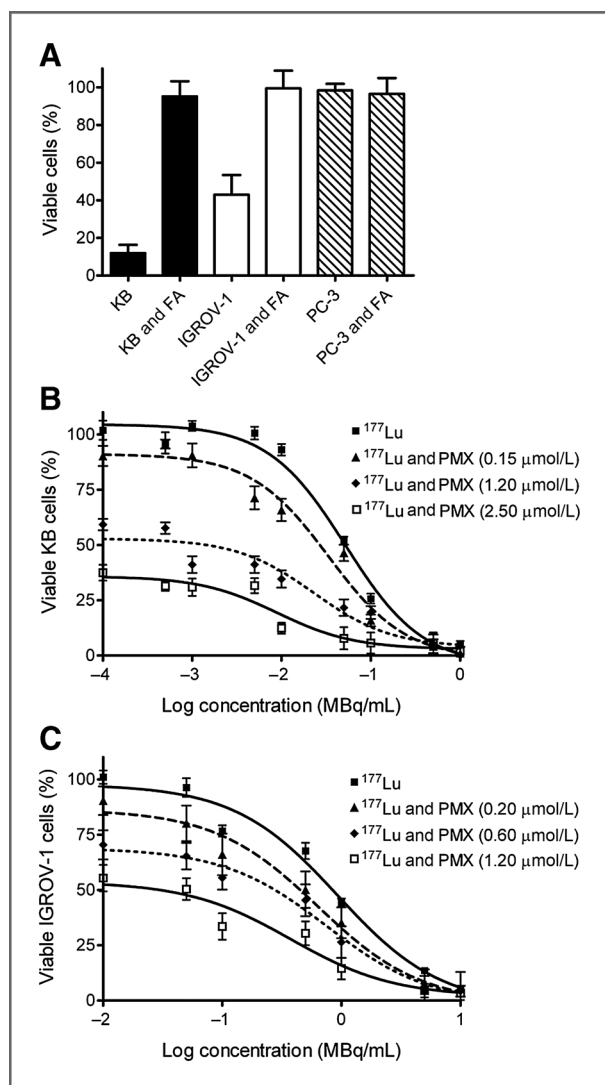 A
Viable cells (%)
100
80
60
40
20
0
KB
KB and FA
IGROV-1
IGROV-1 and FA
PC-3
PC-3 and FA
B
Viable KB cells (%)
100
75
50
25
0
¹⁷⁷Lu
¹⁷⁷Lu and PMX (0.15 μmol/L)
¹⁷⁷Lu and PMX (1.20 μmol/L)
¹⁷⁷Lu and PMX (2.50 μmol/L)
–4 –3 –2 –1 0
Log concentration (MBq/mL)
C
Viable IGROV-1 cells (%)
100
75
50
25
0
¹⁷⁷Lu
¹⁷⁷Lu and PMX (0.20 μmol/L)
¹⁷⁷Lu and PMX (0.60 μmol/L)
¹⁷⁷Lu and PMX (1.20 μmol/L)
–2 –1 0 1
Log concentration (MBq/mL)